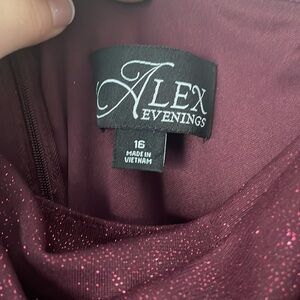 ALEX
EVENINGS
16
MADE IN
VIETNAM